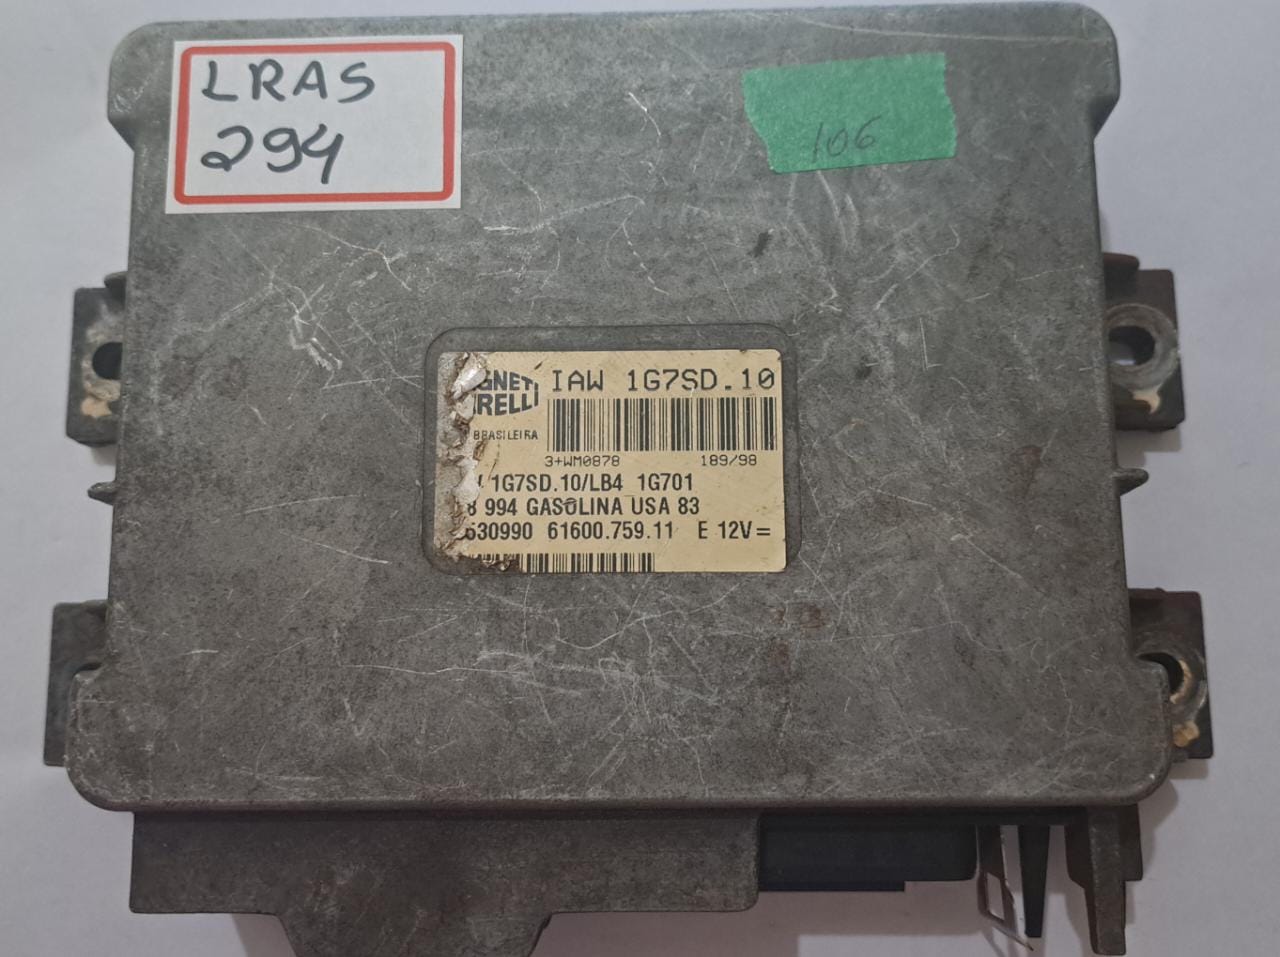 LRAS
294
106
IAW 1G7SD.10
BRASILEIRA
3+WM0878 189/98
1G7SD.10/LB4 1G701
994 GASOLINA USA 83
530990 61600.759.11 E 12V=